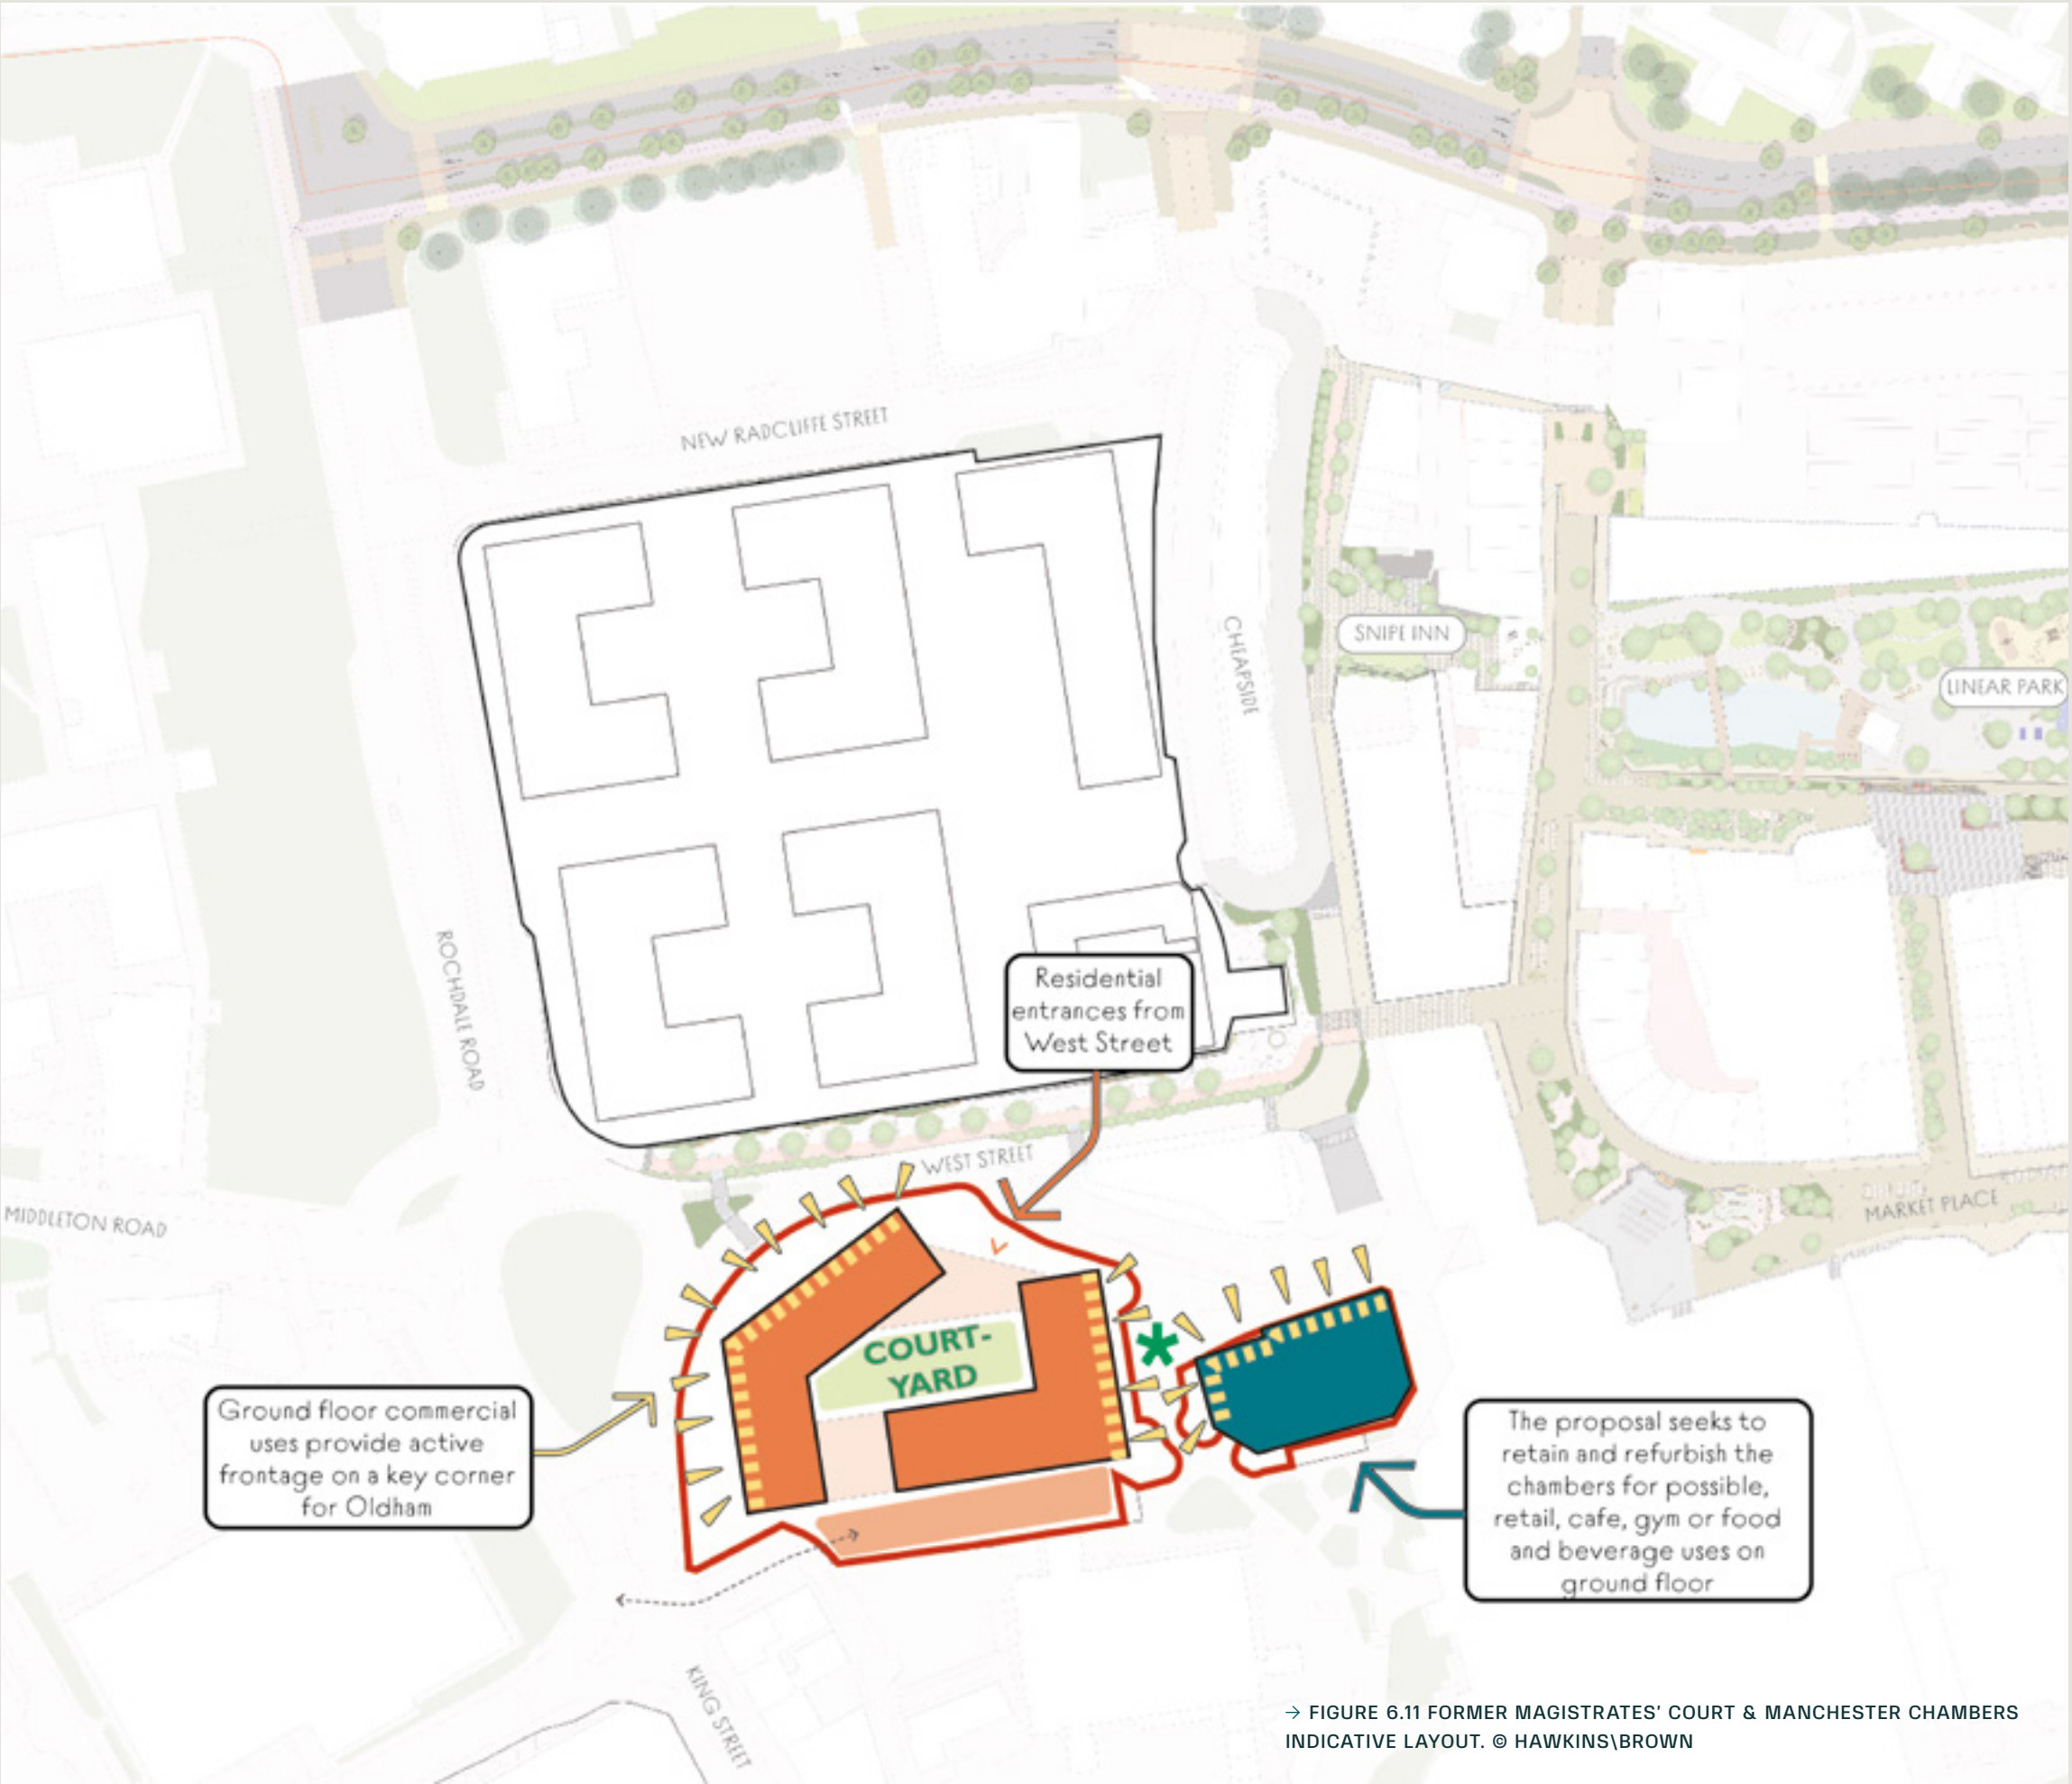 NEW RADCLIFFE STREET
CHEAPSIDE
SNIPE INN
LINEAR PARK
ROCHDALE ROAD
Residential
entrances from
West Street
WEST STREET
MIDDLETON ROAD
MARKET PLACE
COURT-
YARD
Ground floor commercial
uses provide active
frontage on a key corner
for Oldham
The proposal seeks to
retain and refurbish the
chambers for possible,
retail, cafe, gym or food
and beverage uses on
ground floor
KING STREET
→ FIGURE 6.11 FORMER MAGISTRATES' COURT & MANCHESTER CHAMBERS
INDICATIVE LAYOUT. © HAWKINS\BROWN